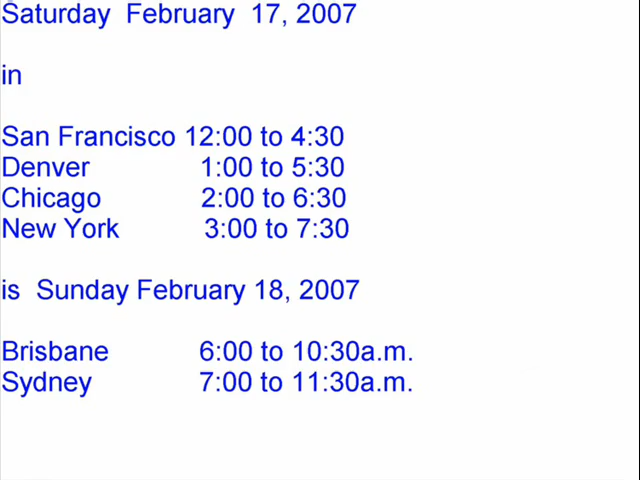 Saturday February 17, 2007
in
San Francisco 12:00 to 4:30
Denver 1:00 to 5:30
Chicago 2:00 to 6:30
New York 3:00 to 7:30
is Sunday February 18, 2007
Brisbane 6:00 to 10:30a.m.
Sydney 7:00 to 11:30a.m.